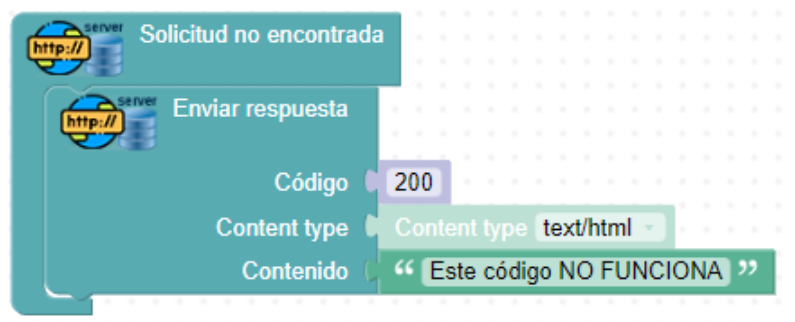 server
http:// Solicitud no encontrada
server
http:// Enviar respuesta
Código 200
Content type Content type text/html
Contenido “ Este código NO FUNCIONA ”